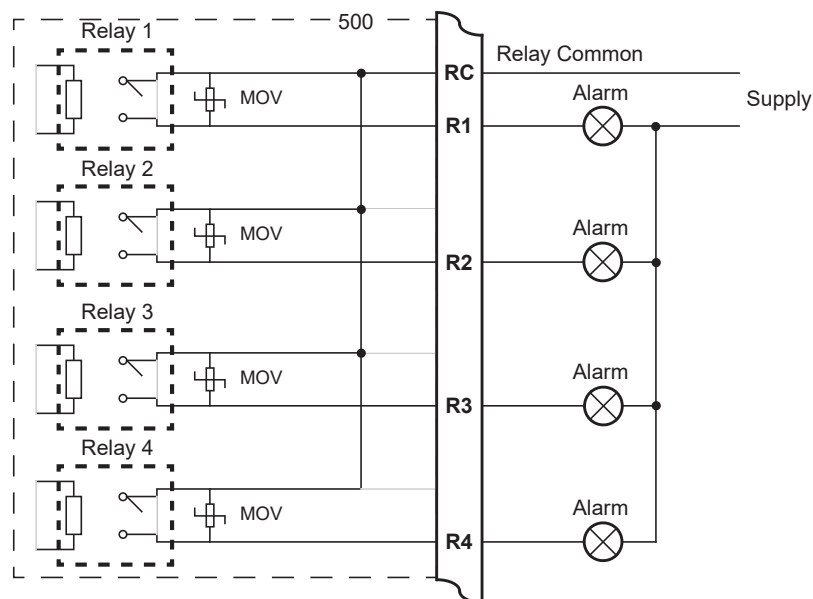 500
Relay 1
Relay Common
RC
Alarm
MOV
Supply
R1
Relay 2
Alarm
MOV
R2
Relay 3
Alarm
MOV
R3
Relay 4
Alarm
MOV
R4